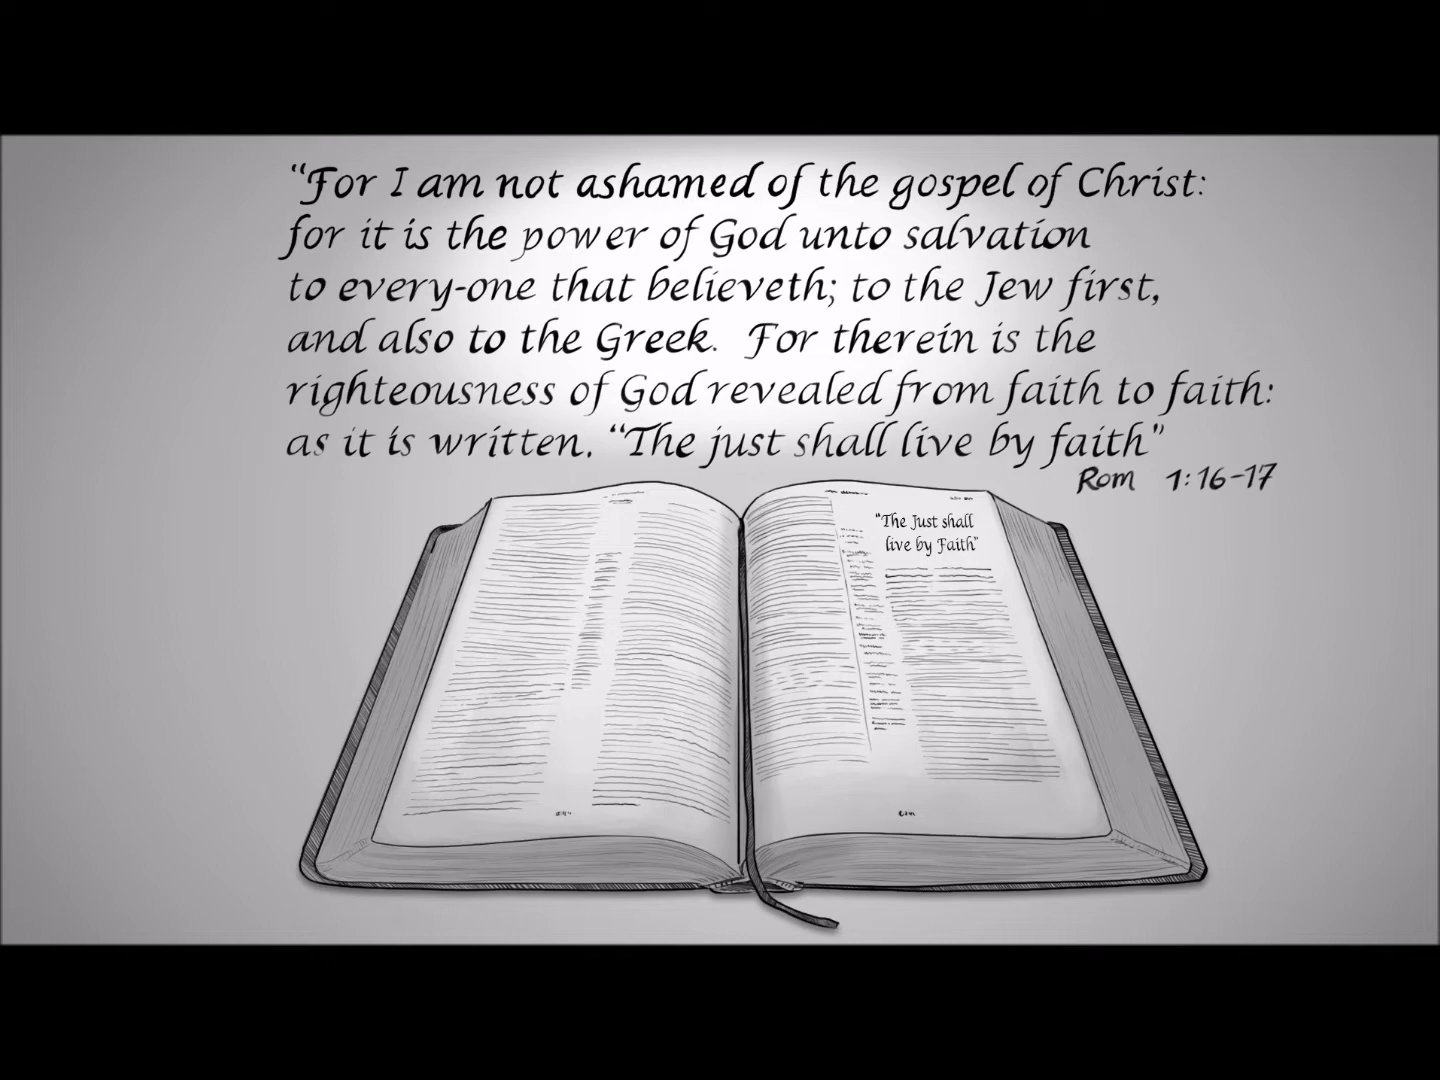 “For I am not ashamed of the gospel of Christ:
for it is the power of God unto salvation
to every-one that believeth; to the Jew first,
and also to the Greek. For therein is the
righteousness of God revealed from faith to faith:
as it is written. “The just shall live by faith”
Rom 1:16-17
“The Just shall
live by Faith”